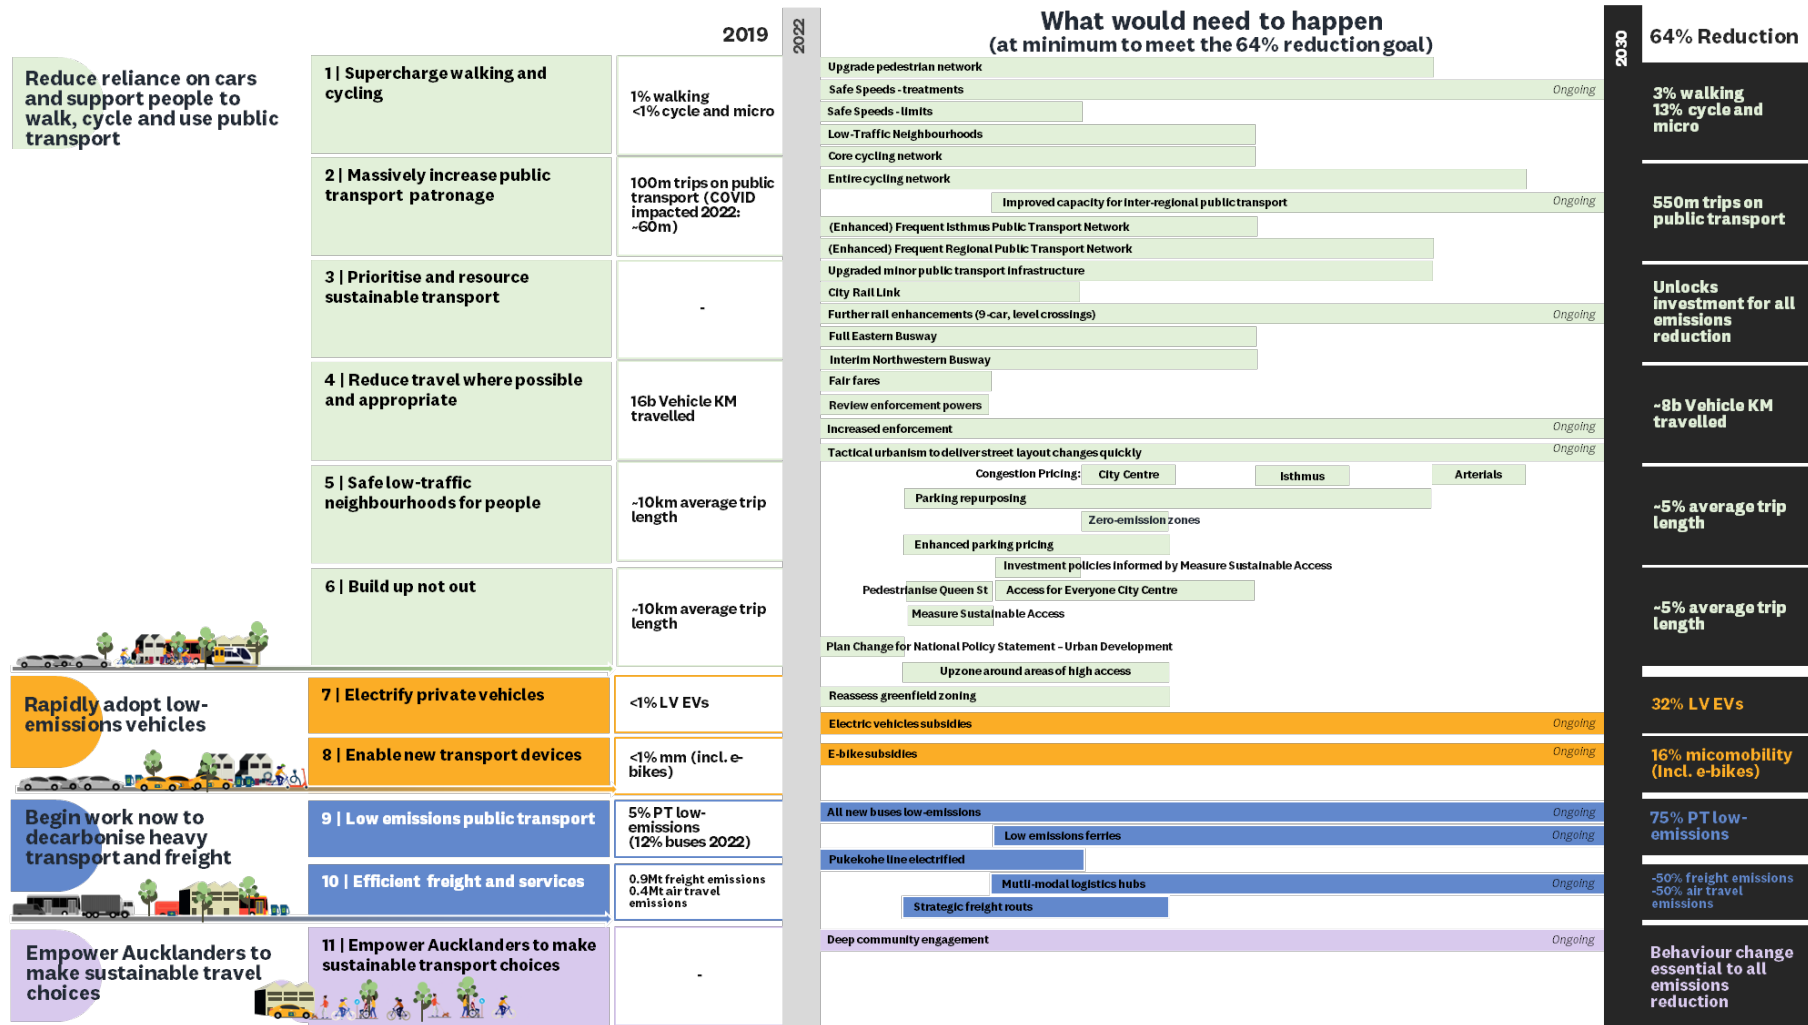 2019
2022
What would need to happen
(at minimum to meet the 64% reduction goal)
2030
64% Reduction
Reduce reliance on cars
and support people to
walk, cycle and use public
transport
1 | Supercharge walking and
cycling
1% walking
<1% cycle and micro
3% walking
13% cycle and
micro
2 | Massively increase public
transport patronage
100m trips on public
transport (COVID
impacted 2022:
~60m)
550m trips on
public transport
3 | Prioritise and resource
sustainable transport
-
Unlocks
investment for all
emissions
reduction
4 | Reduce travel where possible
and appropriate
16b Vehicle KM
travelled
~8b Vehicle KM
travelled
5 | Safe low-traffic
neighbourhoods for people
~10km average trip
length
~5% average trip
length
6 | Build up not out
~10km average trip
length
~5% average trip
length
Upgrade pedestrian network
Safe Speeds - treatments Ongoing
Safe Speeds - limits
Low-Traffic Neighbourhoods
Core cycling network
Entire cycling network
Improved capacity for inter-regional public transport Ongoing
(Enhanced) Frequent Isthmus Public Transport Network
(Enhanced) Frequent Regional Public Transport Network
Upgraded minor public transport infrastructure
City Rail Link
Further rail enhancements (9-car, level crossings) Ongoing
Full Eastern Busway
Interim Northwestern Busway
Fair fares
Review enforcement powers
Increased enforcement Ongoing
Tactical urbanism to deliver street layout changes quickly Ongoing
Congestion Pricing: City Centre Isthmus Arterials
Parking repurposing
Zero-emission zones
Enhanced parking pricing
Investment policies informed by Measure Sustainable Access
Pedestrianise Queen St Access for Everyone City Centre
Measure Sustainable Access
Plan Change for National Policy Statement - Urban Development
Upzone around areas of high access
Reassess greenfield zoning
Rapidly adopt low-
emissions vehicles
7 | Electrify private vehicles
<1% LV EVs
Electric vehicles subsidies Ongoing
32% LV EVs
8 | Enable new transport devices
<1% mm (incl. e-
bikes)
E-bike subsidies Ongoing
16% micomobility
(Incl. e-bikes)
Begin work now to
decarbonise heavy
transport and freight
9 | Low emissions public transport
5% PT low-
emissions
(12% buses 2022)
All new buses low-emissions Ongoing
Low emissions ferries Ongoing
Pukekohe line electrified
75% PT low-
emissions
10 | Efficient freight and services
0.9Mt freight emissions
0.4Mt air travel
emissions
Mutli-modal logistics hubs Ongoing
Strategic freight routs
-50% freight emissions
-50% air travel
emissions
Empower Aucklanders to
make sustainable travel
choices
11 | Empower Aucklanders to make
sustainable transport choices
-
Deep community engagement Ongoing
Behaviour change
essential to all
emissions
reduction